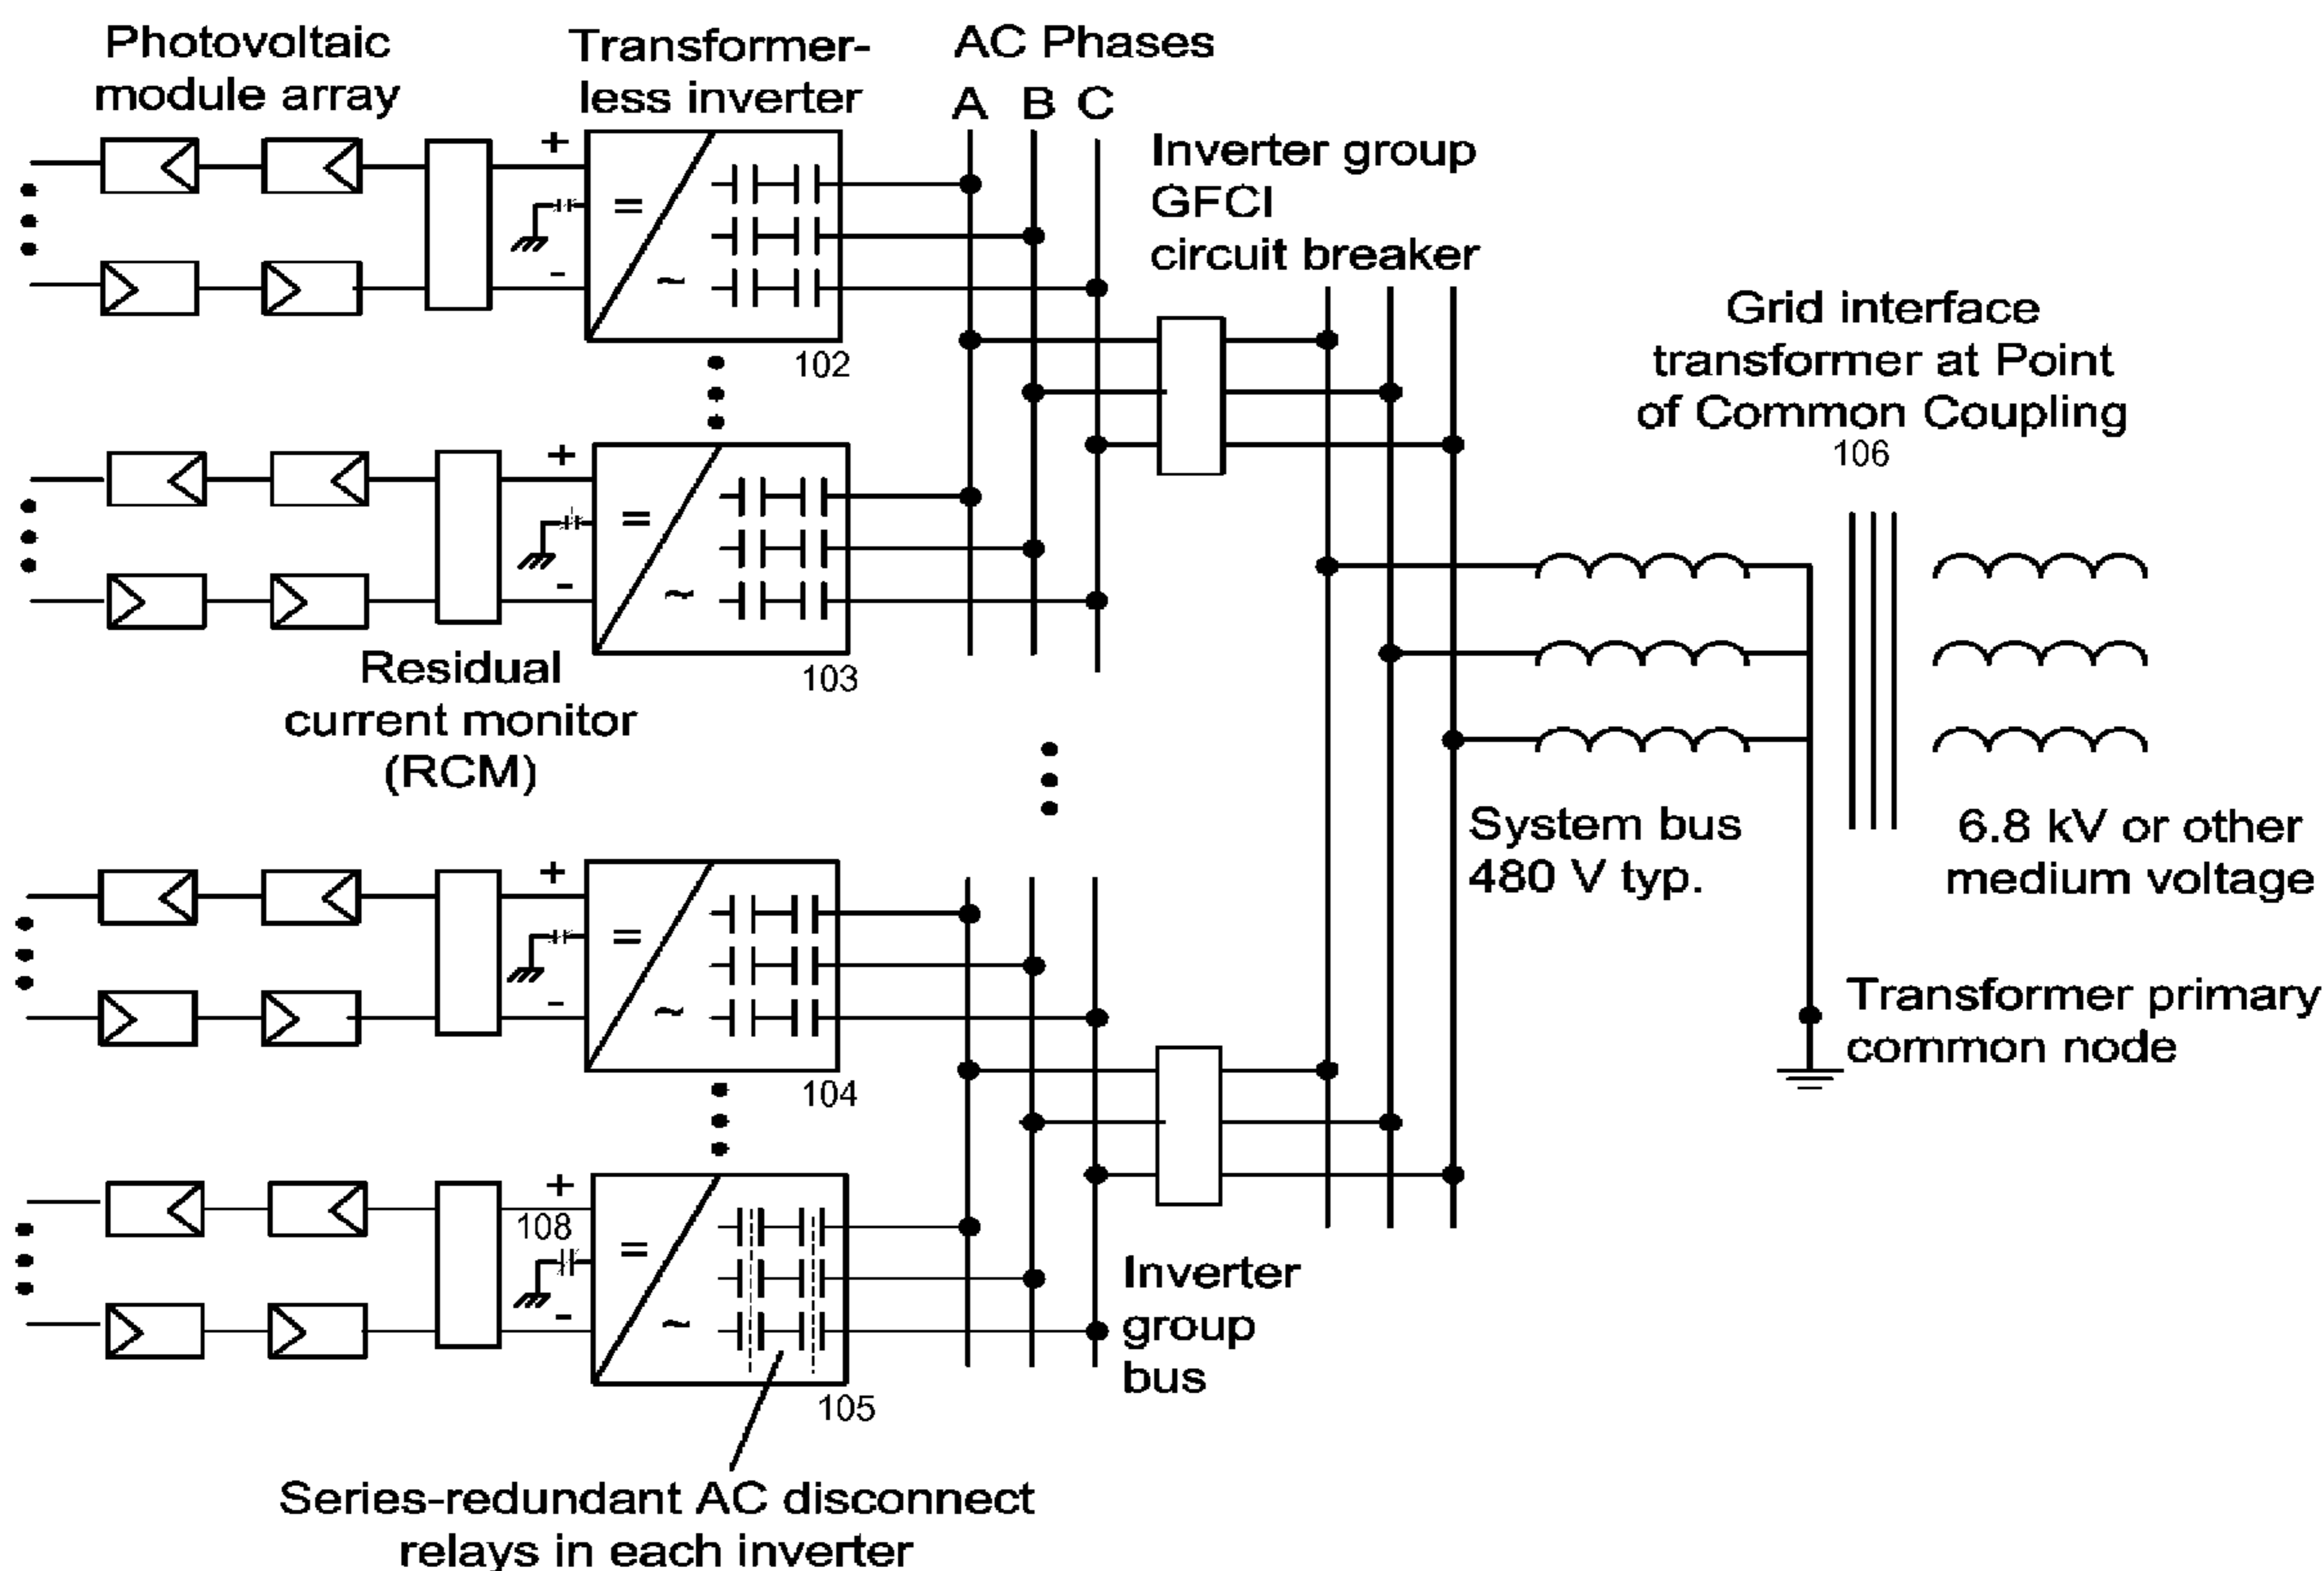 Photovoltaic
module array
Transformer-
less inverter
AC Phases
A B C
Inverter group
GFCI
circuit breaker
+
=
-
~
102
Grid interface
transformer at Point
of Common Coupling
106
+
=
-
~
103
Residual
current monitor
(RCM)
System bus
480 V typ.
6.8 kV or other
medium voltage
+
=
-
~
104
Transformer primary
common node
+
108
=
-
~
105
Inverter
group
bus
Series-redundant AC disconnect
relays in each inverter